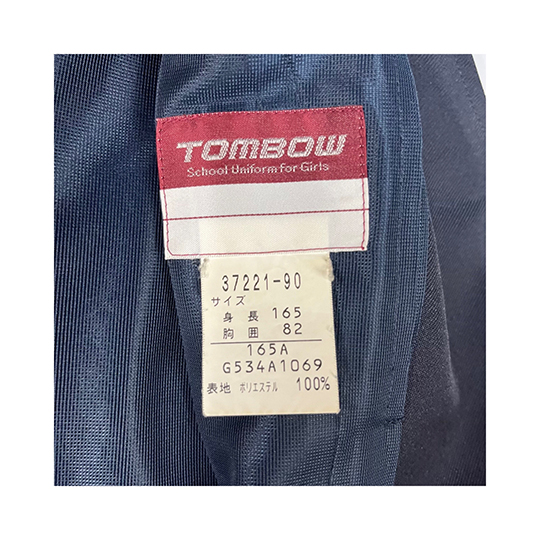 TOMBOW
School Uniform for Girls
37221-90
サイズ
身長 165
胸囲 82
165A
G534A1069
表地 ポリエステル 100%